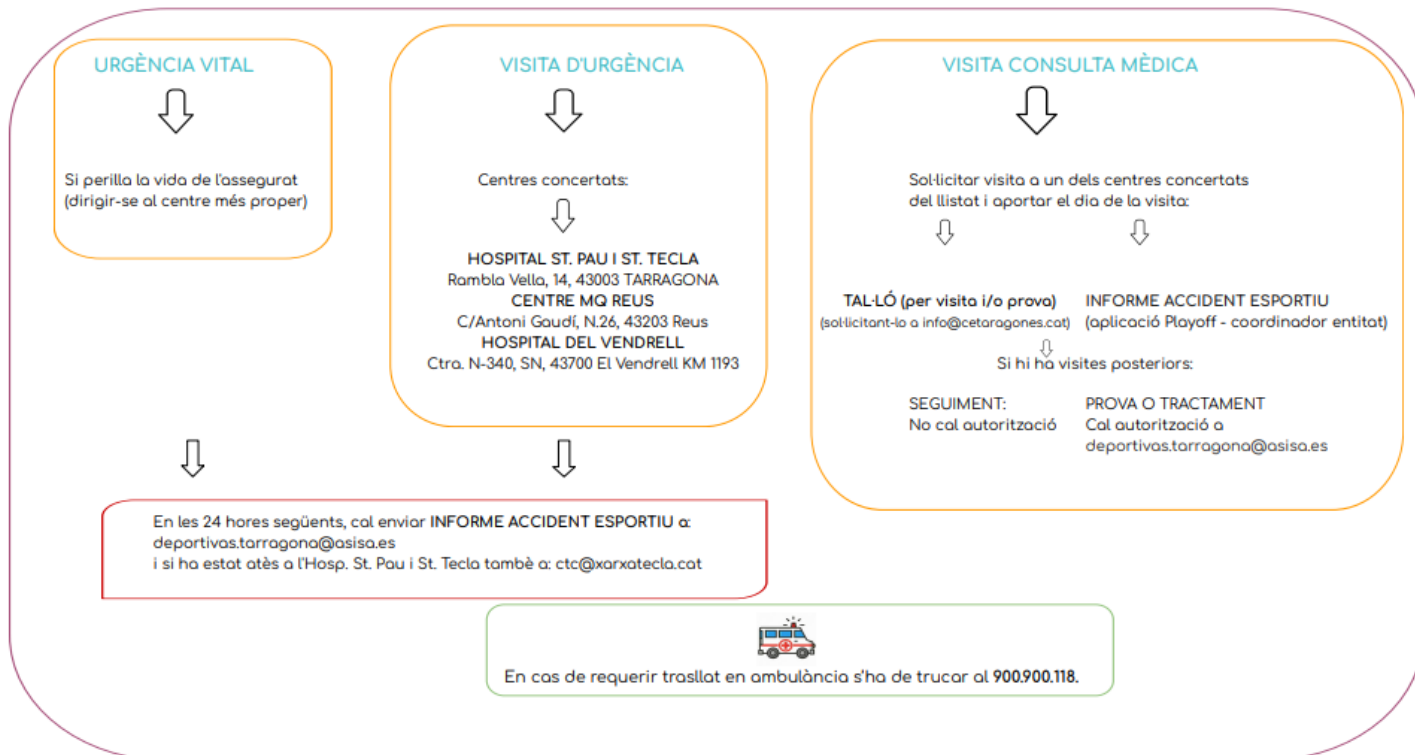 URGÈNCIA VITAL
Si perilla la vida de l'assegurat
(dirigir-se al centre més proper)
VISITA D'URGÈNCIA
Centres concertats:
HOSPITAL ST. PAU I ST. TECLA
Rambla Vella, 14, 43003 TARRAGONA
CENTRE MQ REUS
C/Antoni Gaudí, N.26, 43203 Reus
HOSPITAL DEL VENDRELL
Ctra. N-340, SN, 43700 El Vendrell KM 1193
VISITA CONSULTA MÈDICA
Sol·licitar visita a un dels centres concertats
del llistat i aportar el dia de la visita:
TAL·LÓ (per visita i/o prova)
(sol·licitant-lo a info@cetaragones.cat)
INFORME ACCIDENT ESPORTIU
(aplicació Playoff - coordinador entitat)
Si hi ha visites posteriors:
SEGUIMENT:
No cal autorització
PROVA O TRACTAMENT
Cal autorització a
deportivas.tarragona@asisa.es
En les 24 hores següents, cal enviar INFORME ACCIDENT ESPORTIU a:
deportivas.tarragona@asisa.es
i si ha estat atès a l'Hosp. St. Pau i St. Tecla tambè a: ctc@xarxatecla.cat
En cas de requerir trasllat en ambulància s'ha de trucar al 900.900.118.